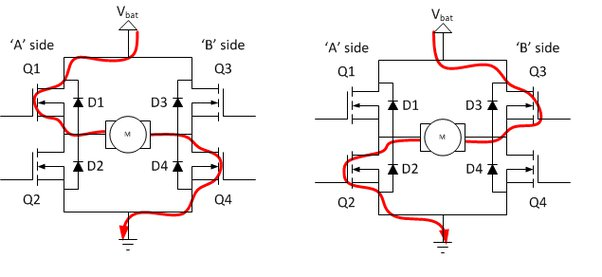 Vbat
'A' side
'B' side
Q1
Q3
D1
D3
M
D2
D4
Q2
Q4
Vbat
'A' side
'B' side
Q1
Q3
D1
D3
M
D2
D4
Q2
Q4